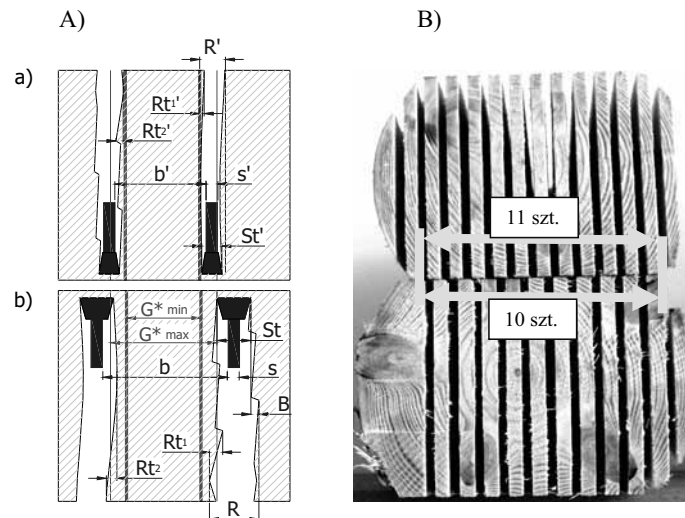 A)
B)
a)
R'
Rt1'
Rt2'
b'
s'
St'
11 szt.
10 szt.
b)
G* min
G* max
St
b
s
B
Rt1
Rt2
R